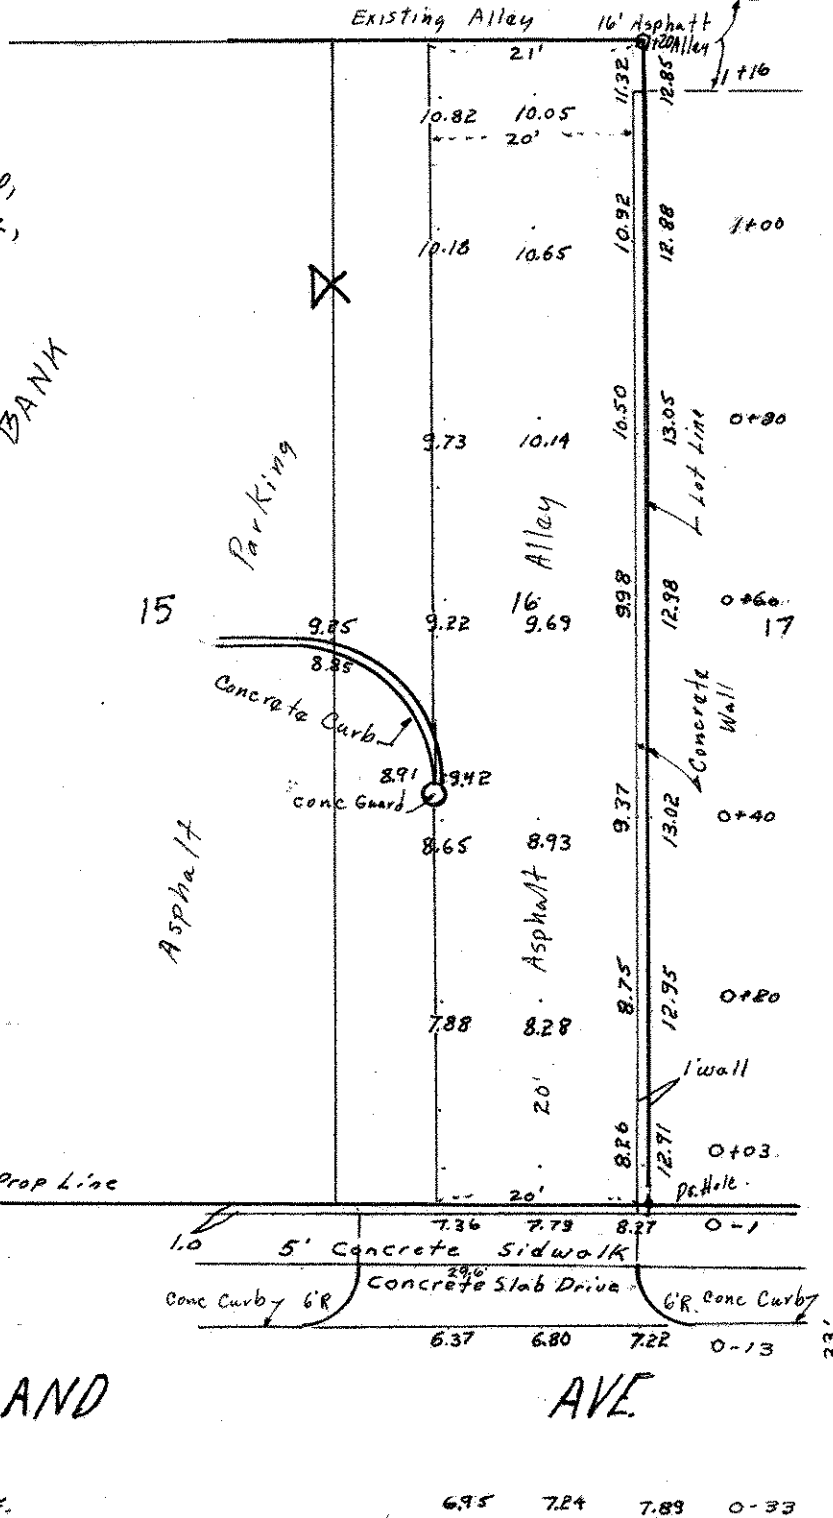 Existing Alley 16' Asphalt
1+20 Alley
21'
11.32 12.85 1+16
10.82 10.05
20'
10.92 12.88 1+00
10.18 10.65
BANK
10.50 13.05 0+80
9.73 10.14
Lot Line
Parking
Alley
9.98 12.98 0+60
15 16 17
9.25 9.22 9.69
8.85
Concrete Curb
Concrete Wall
8.91 9.42
conc Guard
9.37 13.02 0+40
8.65 8.93
Asphalt
Asphalt
8.75 12.95 0+20
7.88 8.28
20'
1' wall
8.26 12.91 0+03
Prop Line 20'
7.36 7.79 8.27 0-1
1.0 5' Concrete Sidwalk
29.6'
Concrete Slab Drive
Conc Curb 6'R 6'R. Conc Curb
6.37 6.80 7.22 0-13
23'
AND AVE.
6.95 7.24 7.89 0-33